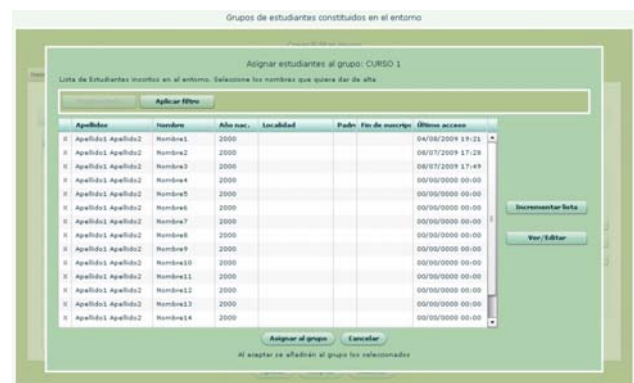 Grupos de estudiantes constituidos en el entorno
Asignar estudiantes al grupo: CURSO 1
Lista de Estudiantes inscritos en el entorno. Seleccione los nombres que quiera dar de alta
Aplicar filtro
Apellidos Nombre Año nac. Localidad Padre Fin de suscripc Último acceso
X Apellido1 Apellido2 Nombre1 2000 04/08/2009 19:21
X Apellido1 Apellido2 Nombre2 2000 08/07/2009 17:28
X Apellido1 Apellido2 Nombre3 2000 08/07/2009 17:49
X Apellido1 Apellido2 Nombre4 2000 00/00/0000 00:00
X Apellido1 Apellido2 Nombre5 2000 00/00/0000 00:00
X Apellido1 Apellido2 Nombre6 2000 00/00/0000 00:00
X Apellido1 Apellido2 Nombre7 2000 00/00/0000 00:00
X Apellido1 Apellido2 Nombre8 2000 00/00/0000 00:00
X Apellido1 Apellido2 Nombre9 2000 00/00/0000 00:00
X Apellido1 Apellido2 Nombre10 2000 00/00/0000 00:00
X Apellido1 Apellido2 Nombre11 2000 00/00/0000 00:00
X Apellido1 Apellido2 Nombre12 2000 00/00/0000 00:00
X Apellido1 Apellido2 Nombre13 2000 00/00/0000 00:00
X Apellido1 Apellido2 Nombre14 2000 00/00/0000 00:00
Incrementar lista
Ver/Editar
Asignar al grupo Cancelar
Al aceptar se añadirán al grupo los seleccionados